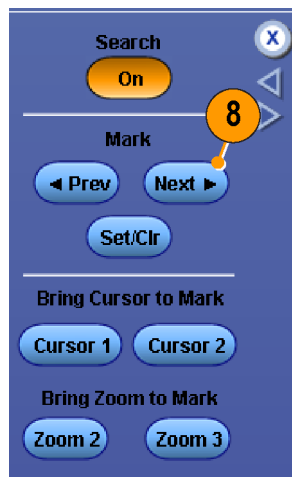 Search
X
On
8
Mark
◄ Prev Next ►
Set/Clr
Bring Cursor to Mark
Cursor 1 Cursor 2
Bring Zoom to Mark
Zoom 2 Zoom 3